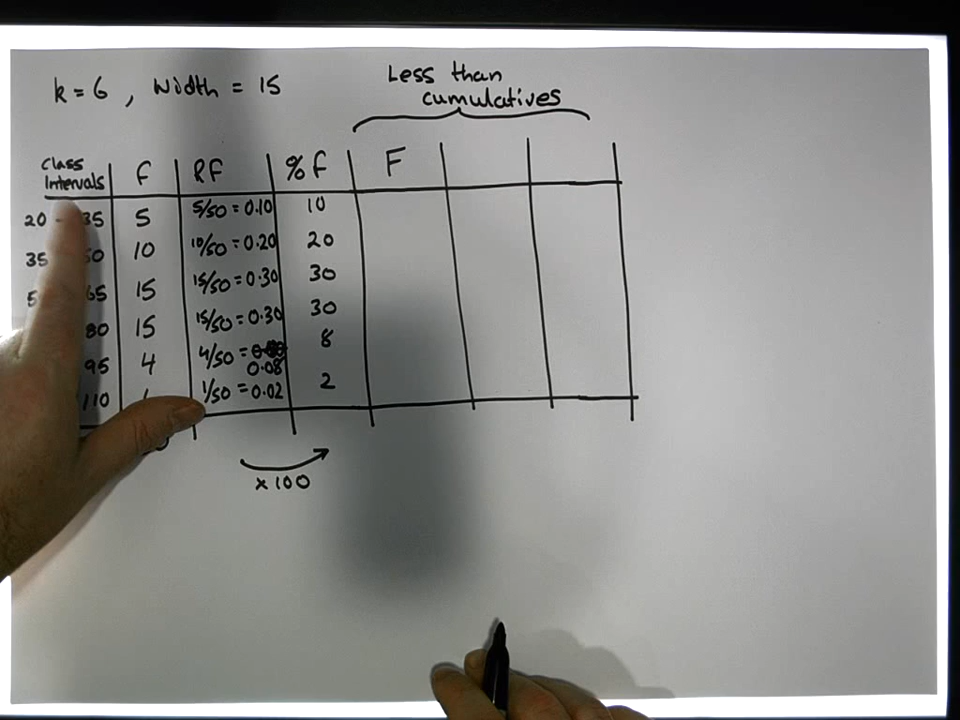 k = 6 , Width = 15
Less than
cumulatives
Class
Intervals f RF %f F
20 - 35 5 5/50 = 0.10 10
35 50 10 10/50 = 0.20 20
5 65 15 15/50 = 0.30 30
80 15 15/50 = 0.30 30
95 4 4/50 = 0.08 8
110 1/50 = 0.02 2
x 100